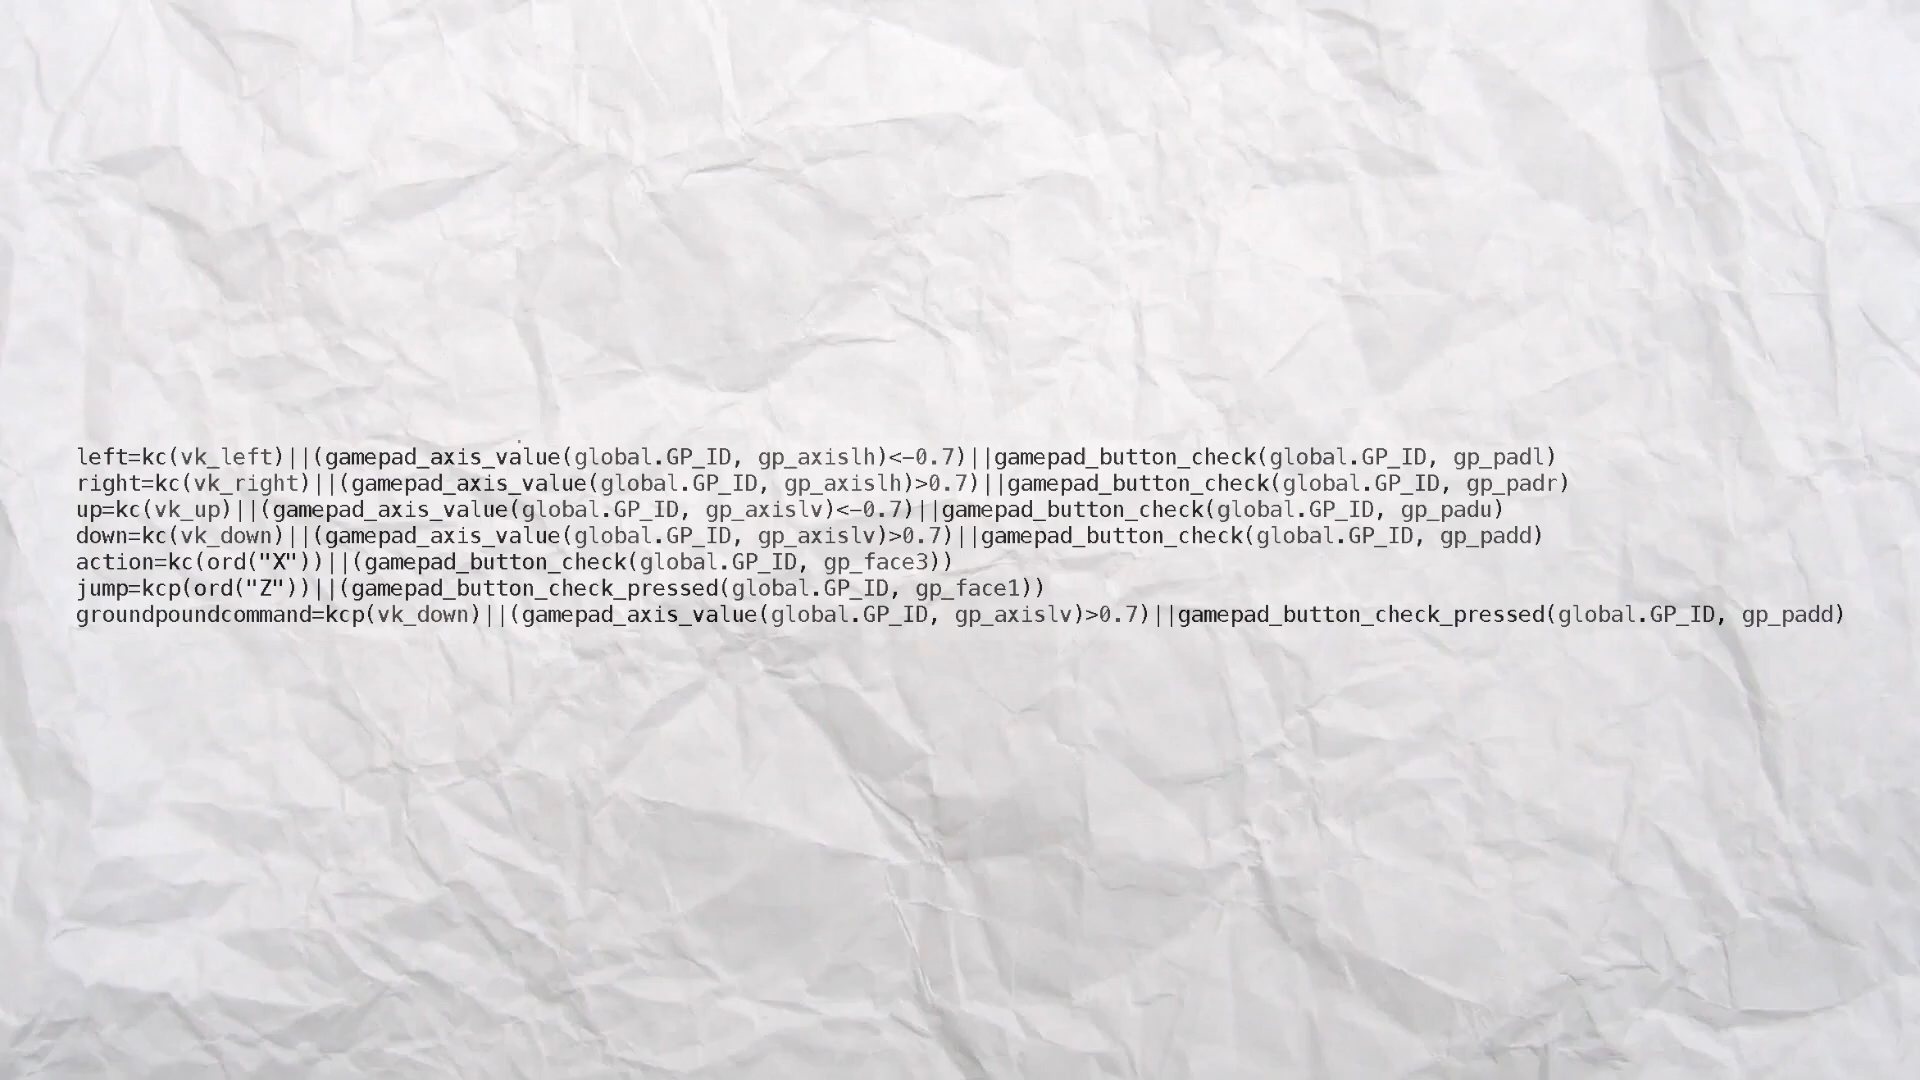 left=kc(vk_left)||(gamepad_axis_value(global.GP_ID, gp_axislh)<-0.7)||gamepad_button_check(global.GP_ID, gp_padl)
right=kc(vk_right)||(gamepad_axis_value(global.GP_ID, gp_axislh)>0.7)||gamepad_button_check(global.GP_ID, gp_padr)
up=kc(vk_up)||(gamepad_axis_value(global.GP_ID, gp_axislv)<-0.7)||gamepad_button_check(global.GP_ID, gp_padu)
down=kc(vk_down)||(gamepad_axis_value(global.GP_ID, gp_axislv)>0.7)||gamepad_button_check(global.GP_ID, gp_padd)
action=kc(ord("X"))||(gamepad_button_check(global.GP_ID, gp_face3))
jump=kcp(ord("Z"))||(gamepad_button_check_pressed(global.GP_ID, gp_face1))
groundpoundcommand=kcp(vk_down)||(gamepad_axis_value(global.GP_ID, gp_axislv)>0.7)||gamepad_button_check_pressed(global.GP_ID, gp_padd)